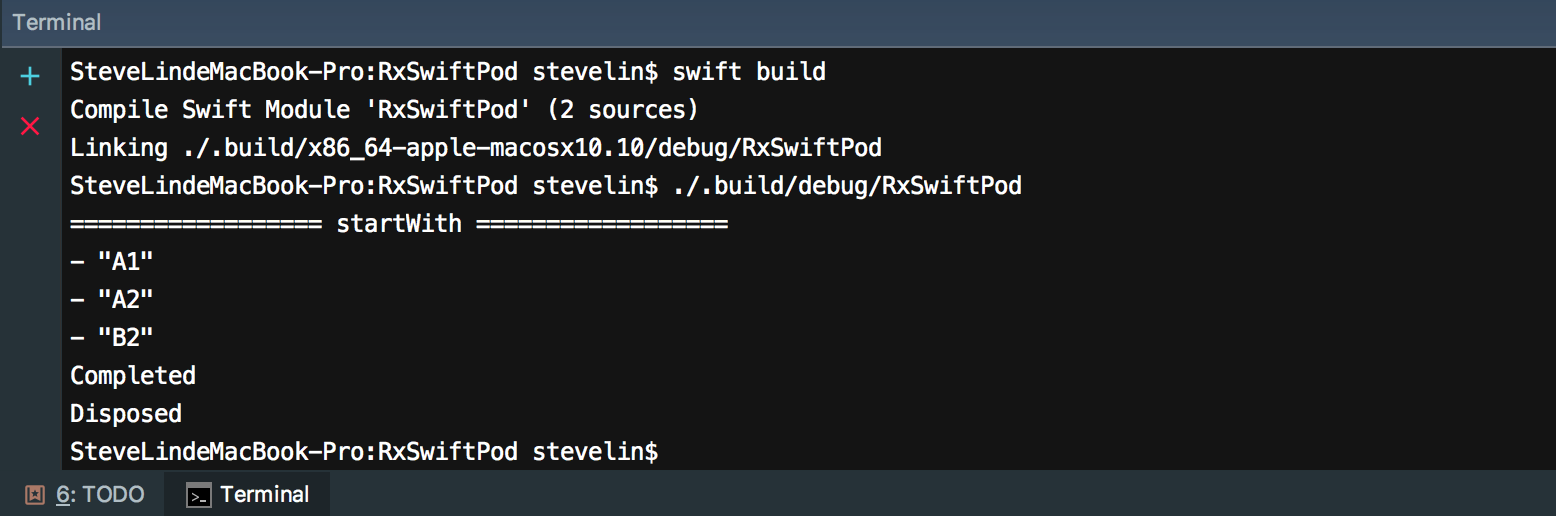 Terminal
SteveLindeMacBook-Pro:RxSwiftPod stevelin$ swift build
Compile Swift Module 'RxSwiftPod' (2 sources)
Linking ./.build/x86_64-apple-macosx10.10/debug/RxSwiftPod
SteveLindeMacBook-Pro:RxSwiftPod stevelin$ ./.build/debug/RxSwiftPod
================== startWith ==================
- "A1"
- "A2"
- "B2"
Completed
Disposed
SteveLindeMacBook-Pro:RxSwiftPod stevelin$
6: TODO Terminal